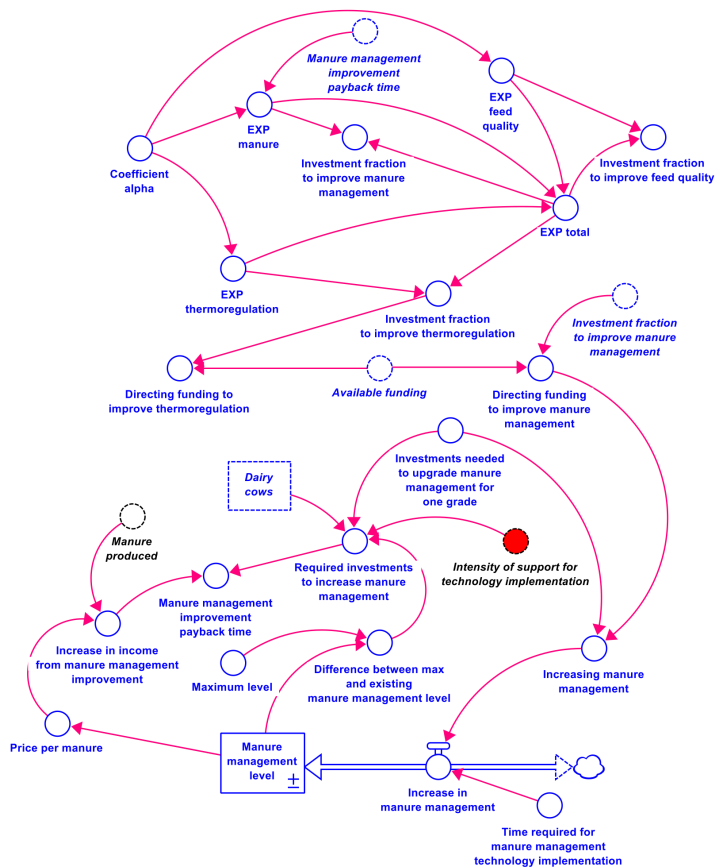 Manure management
improvement
payback time
EXP
feed
quality
EXP
manure
Coefficient
alpha
Investment fraction
to improve manure
management
Investment fraction
to improve feed quality
EXP total
EXP
thermoregulation
Investment fraction
to improve thermoregulation
Investment fraction
to improve manure
management
Directing funding to
improve thermoregulation
Available funding
Directing funding
to improve manure
management
Investments needed
to upgrade manure
management for
one grade
Dairy
cows
Manure
produced
Required investments
to increase manure
management
Intensity of support for
technology implementation
Manure management
improvement
payback time
Increase in income
from manure management
improvement
Maximum level
Difference between max
and existing
manure management level
Increasing manure
management
Price per manure
Manure
management
level
±
Increase in
manure management
Time required for
manure management
technology implementation